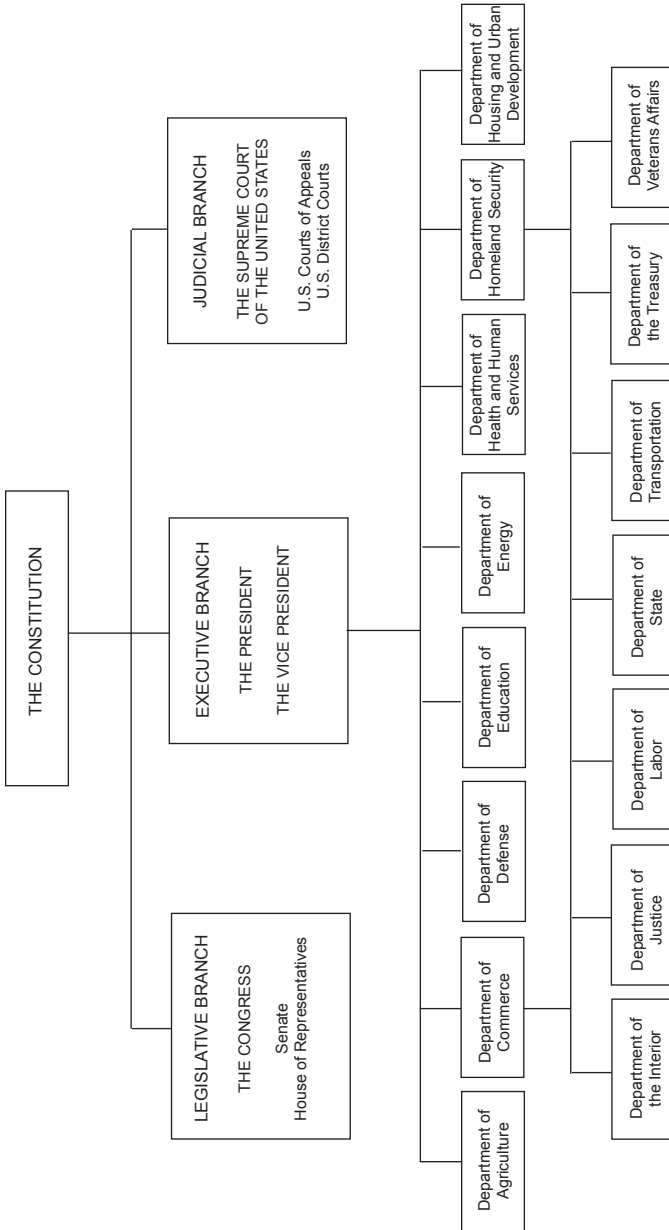 THE CONSTITUTION
LEGISLATIVE BRANCH
THE CONGRESS
Senate
House of Representatives
EXECUTIVE BRANCH
THE PRESIDENT
THE VICE PRESIDENT
JUDICIAL BRANCH
THE SUPREME COURT
OF THE UNITED STATES
U.S. Courts of Appeals
U.S. District Courts
Department of
Agriculture
Department of
Commerce
Department of
Defense
Department of
Education
Department of
Energy
Department of
Health and Human
Services
Department of
Homeland Security
Department of
Housing and Urban
Development
Department of
the Interior
Department of
Justice
Department of
Labor
Department of
State
Department of
Transportation
Department of
the Treasury
Department of
Veterans Affairs